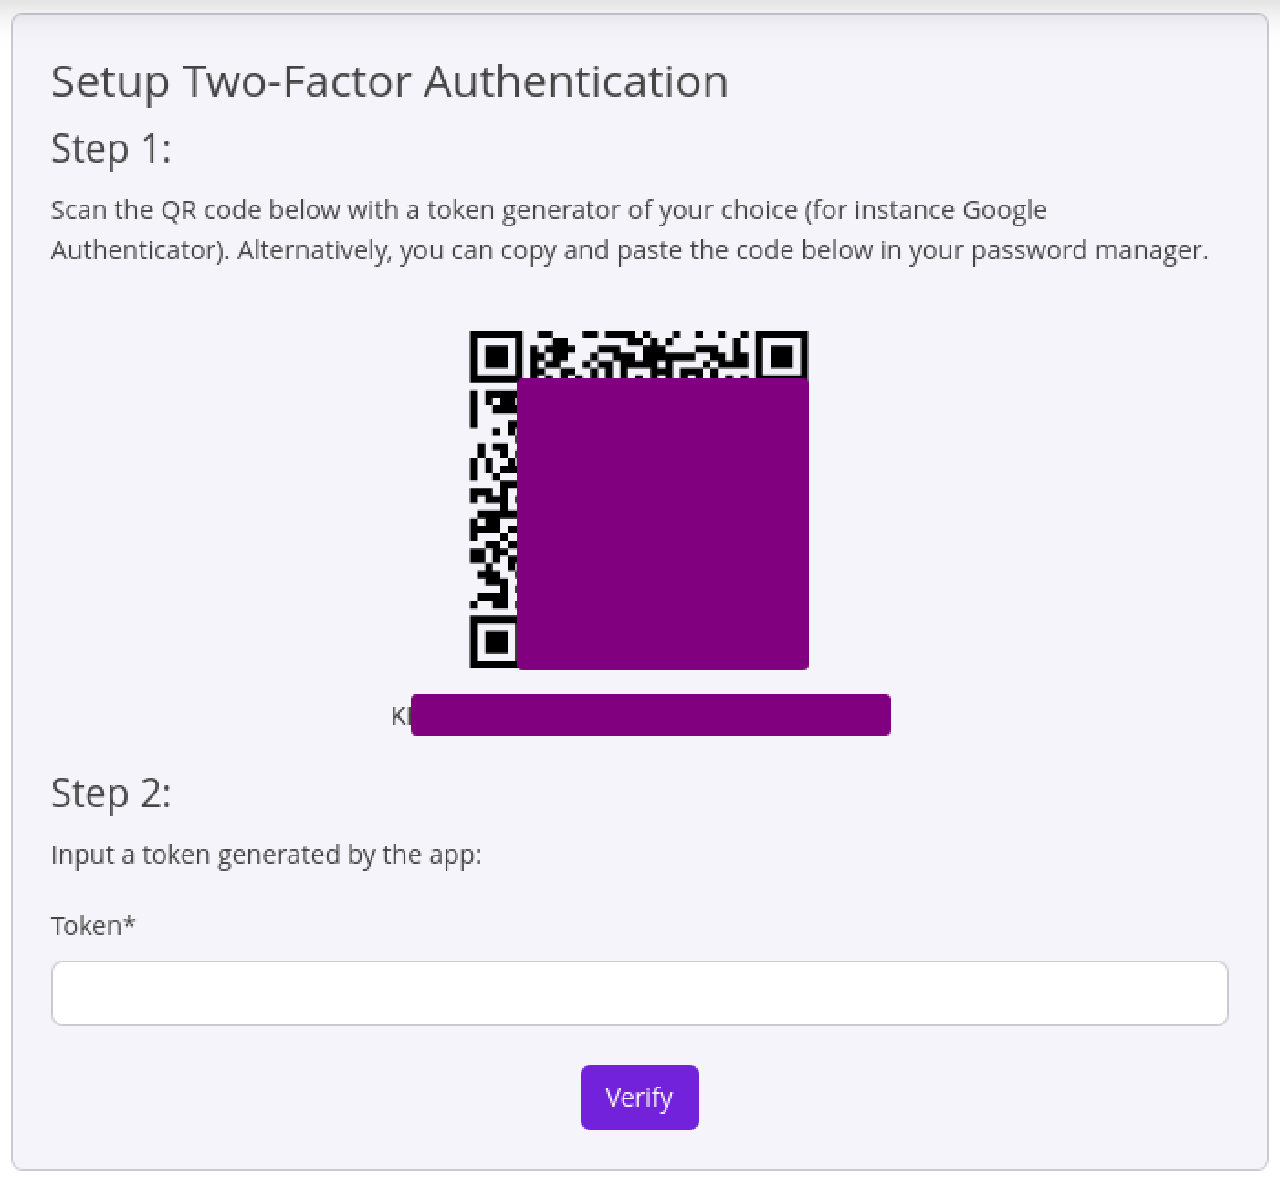 Setup Two-Factor Authentication
Step 1:
Scan the QR code below with a token generator of your choice (for instance Google
Authenticator). Alternatively, you can copy and paste the code below in your password manager.
Step 2:
Input a token generated by the app:
Token*
Verify